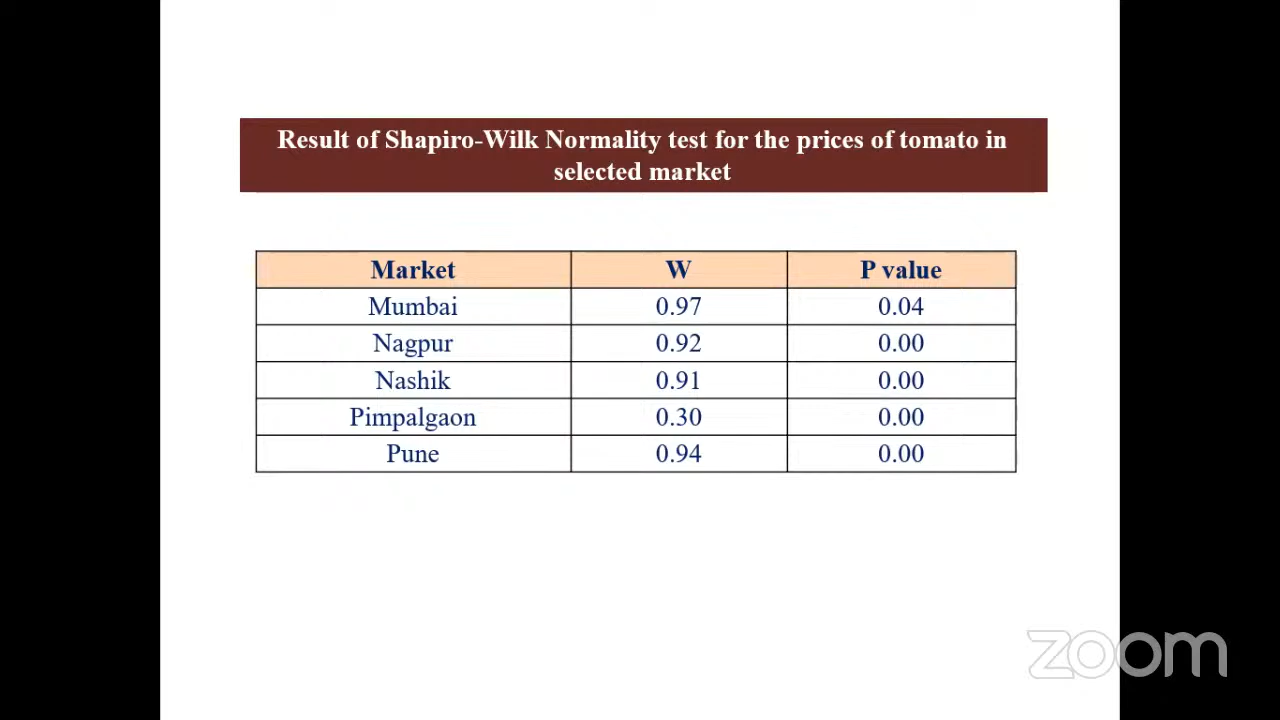 Result of Shapiro-Wilk Normality test for the prices of tomato in
selected market
Market W P value
Mumbai 0.97 0.04
Nagpur 0.92 0.00
Nashik 0.91 0.00
Pimpalgaon 0.30 0.00
Pune 0.94 0.00
zoom